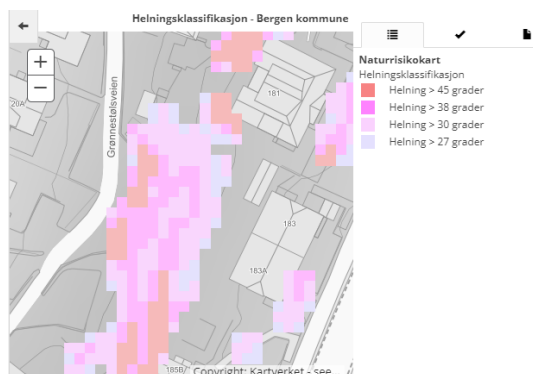 Helningsklassifikasjon - Bergen kommune
Naturrisikokart
Helningsklassifikasjon
Helning > 45 grader
Helning > 38 grader
Helning > 30 grader
Helning > 27 grader
+
−
181
20A
Grønnestølsveien
183
183A
185B
Copyright: Kartverket - see...